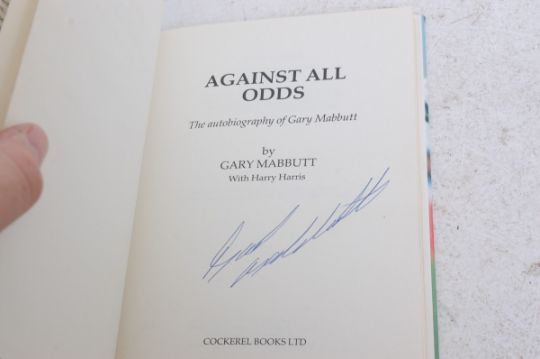 AGAINST ALL
ODDS
The autobiography of Gary Mabbutt
by
GARY MABBUTT
With Harry Harris
COCKEREL BOOKS LTD